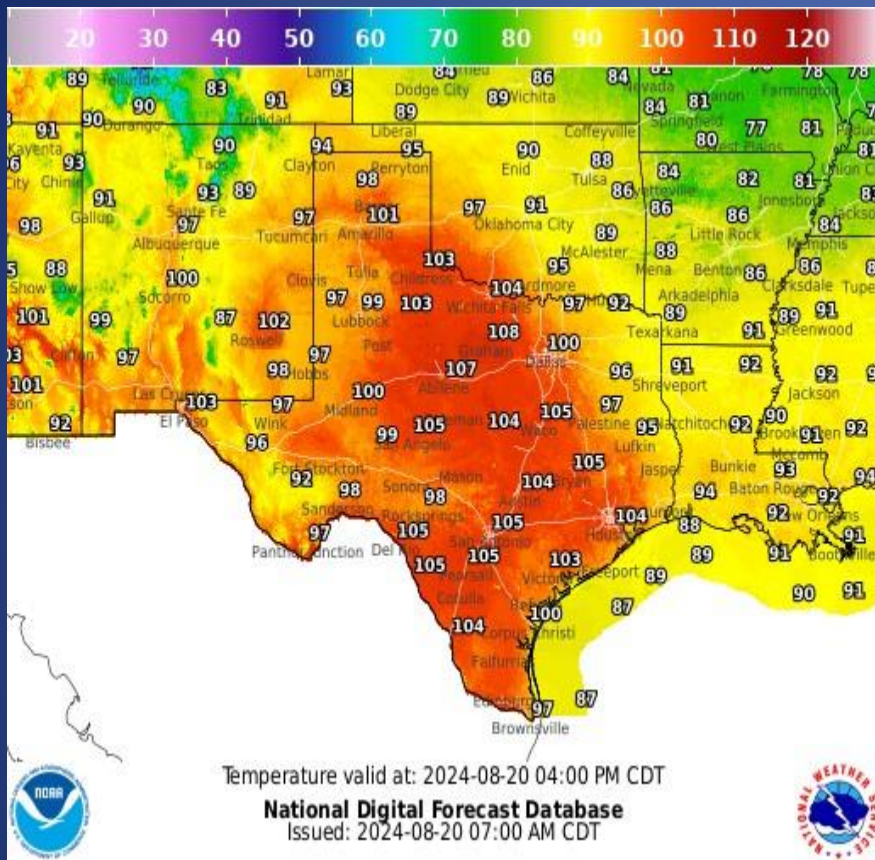 20 30 40 50 60 70 80 90 100 110 120
89 83 91 93 84 86 84 81 78 78
Telluride Lamar Dodge City Wichita Nevada Lebanon Farmington
90 90 89 89 84 81
Durango Trinidad Liberal Coffeyville Springfield
91 77 81
Kayenta 90 94 95 90 88 80 West Plains
93 Taos Clayton Perryton Enid Tulsa
City Chinle 98 84 82 81
91 93 89 86 Fayetteville Jonesboro
Gallup Santa Fe 97 101 97 91 86 86
98 97 Tucumcari Amarillo Oklahoma City Little Rock 84
Albuquerque 89 Memphis
88 103 McAlester 88
Show Low 100 Clovis Tulia Childress 95 Mena Benton 86 86
Socorro 97 99 103 104 Ardmore Arkadelphia Clarksdale
101 99 87 102 Lubbock Wichita Falls 97 92 89 89 91
Roswell Post 108 Texarkana 91 Greenwood
Clifton 97 97 Graham 100
98 Hobbs 107 Dallas 96 91 92 92
101 Abilene Shreveport Jackson
Las Cruces 103 97 100
92 El Paso Wink Midland 105 104 105 97 90
Bisbee 96 99 Waco Palestine 95 Natchitoches 92 91 92
San Angelo Lufkin Mccomb
Fort Stockton Mason 105 Jasper Bunkie 93
92 98 Sonora 98 104 Bryan 94 Baton Rouge 94
Sanderson Rocksprings Austin 92 92
97 105 105 104 88 New Orleans
Panther Junction Del Rio San Antonio Houston 91
105 105 103 89 91 Boothville
Pearsall Victoria Freeport 89
Cotulla 100 87 90 91
104 Corpus Christi
Falfurrias
Edinburg 97 87
Brownsville
Temperature valid at: 2024-08-20 04:00 PM CDT
National Digital Forecast Database
Issued: 2024-08-20 07:00 AM CDT
NOAA
NATIONAL WEATHER SERVICE